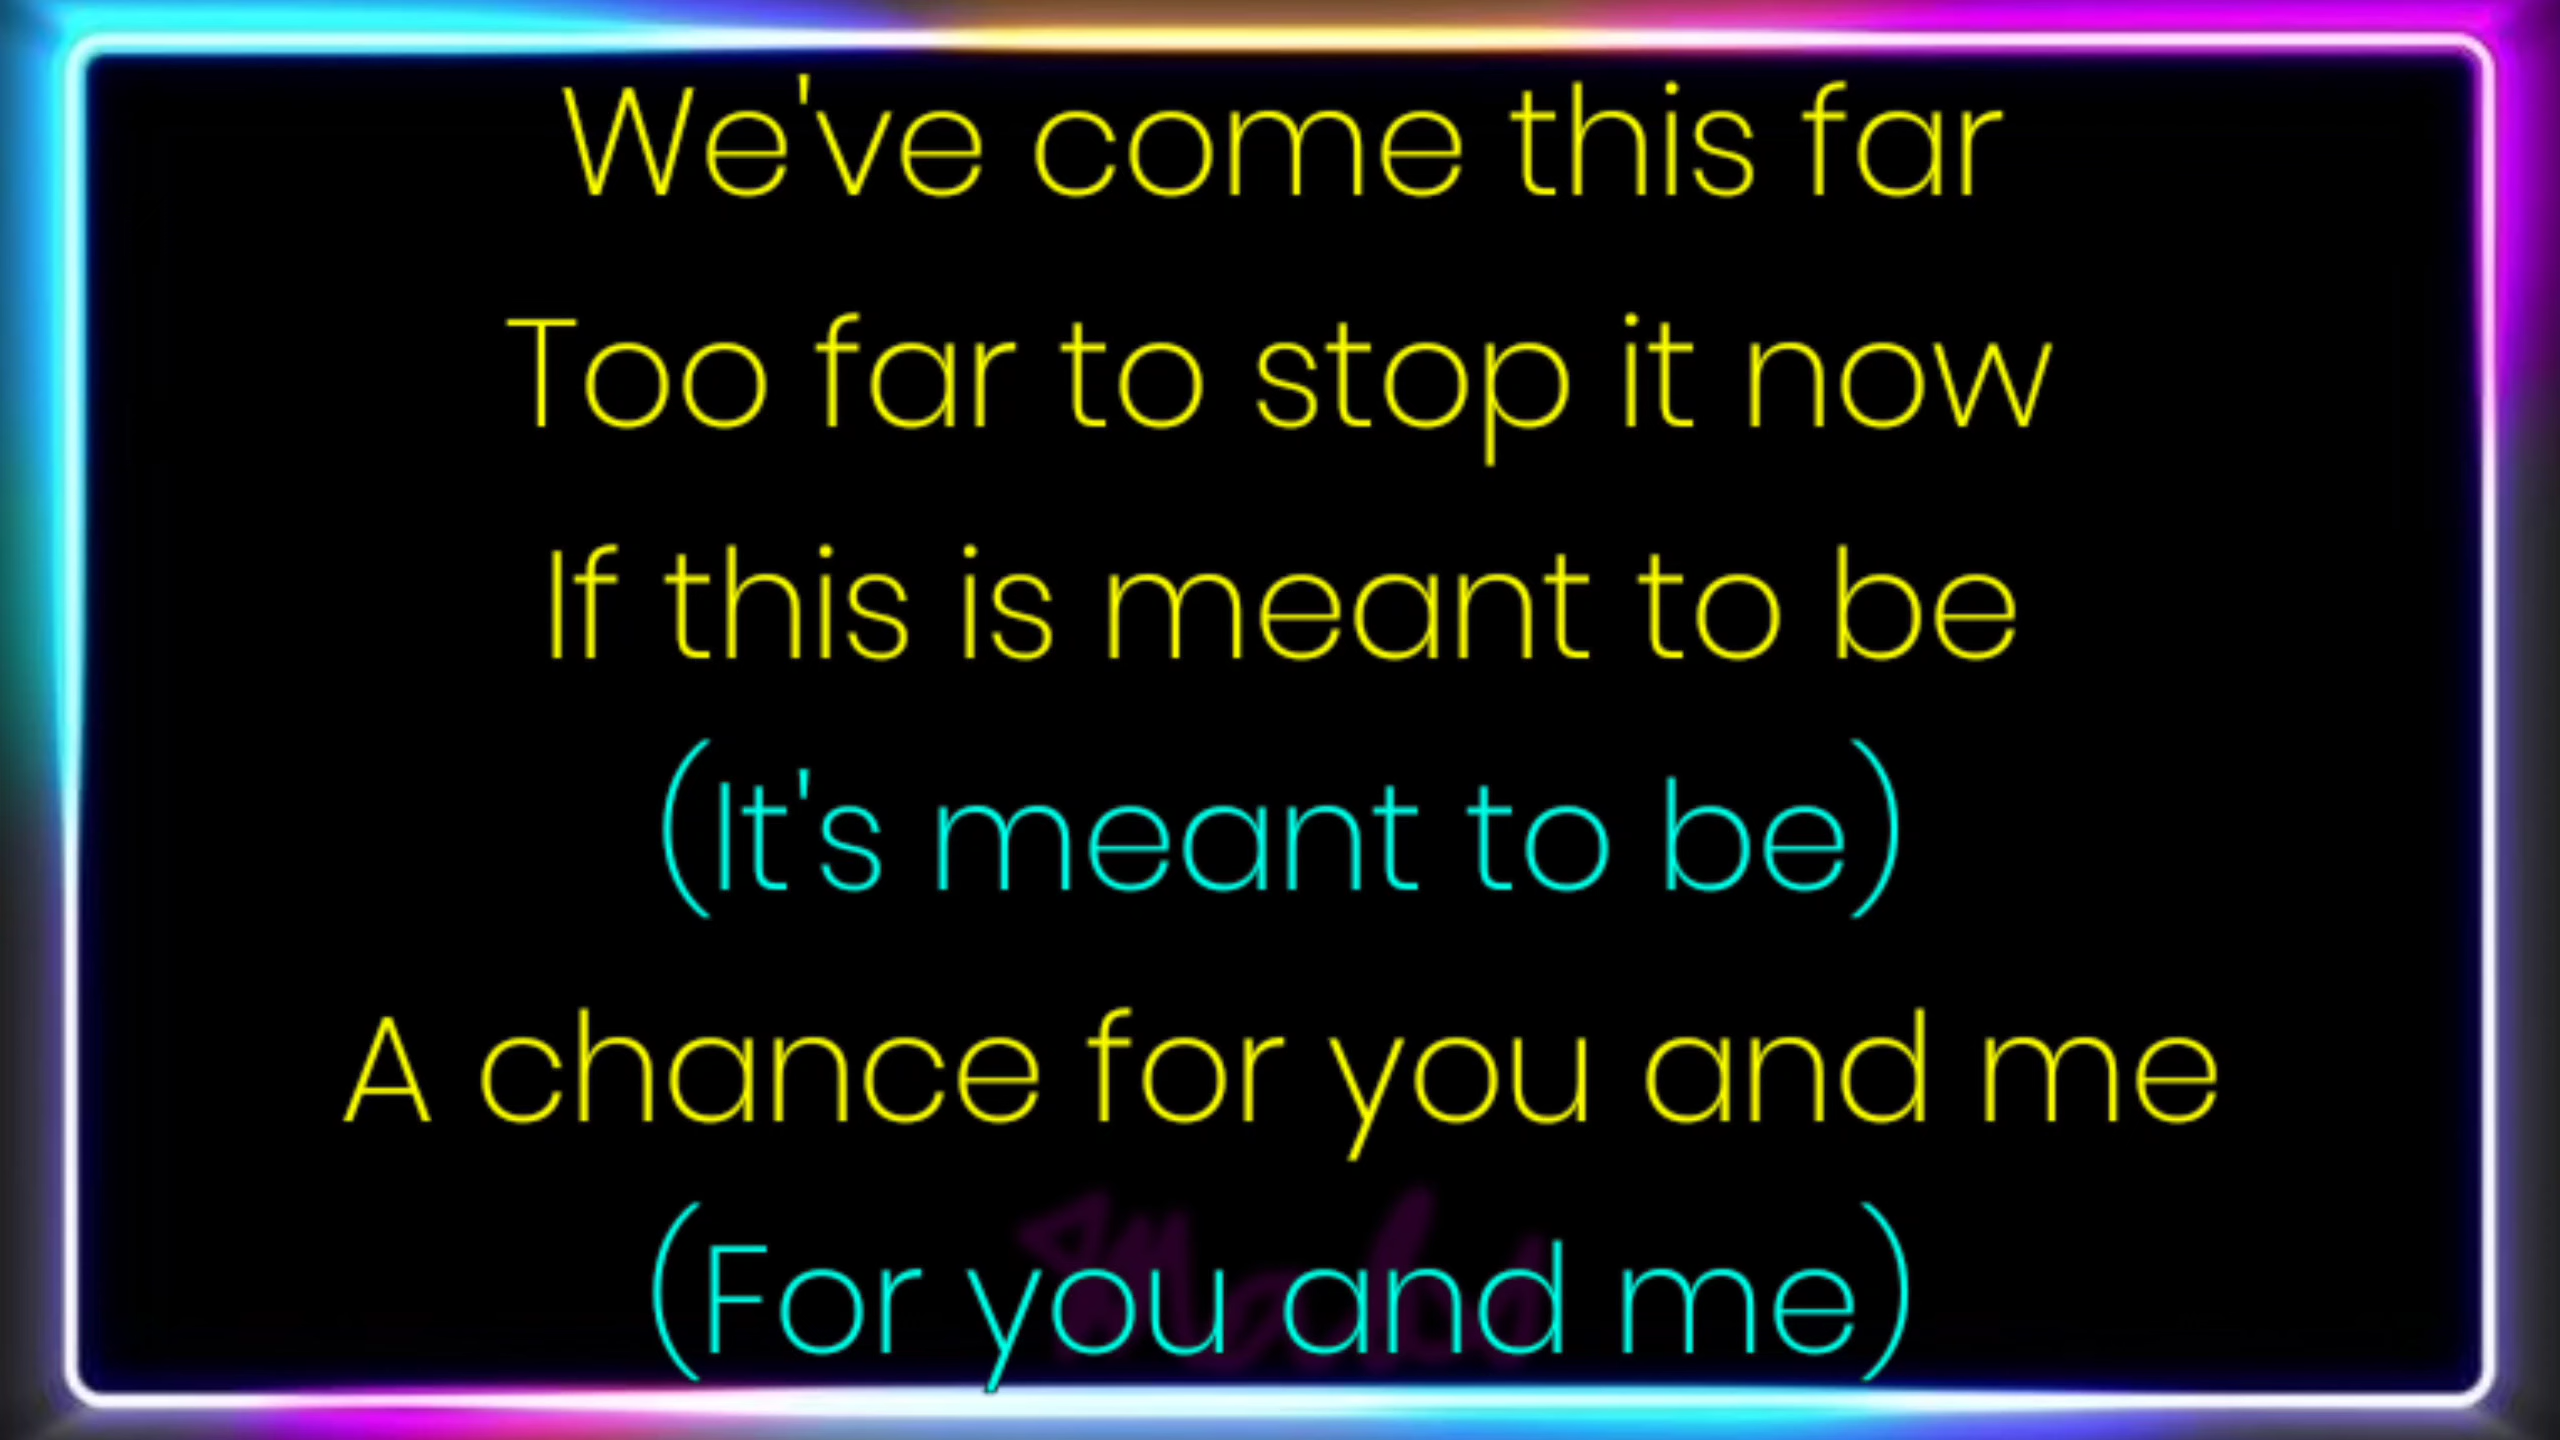 We've come this far
Too far to stop it now
If this is meant to be
(It's meant to be)
A chance for you and me
(For you and me)